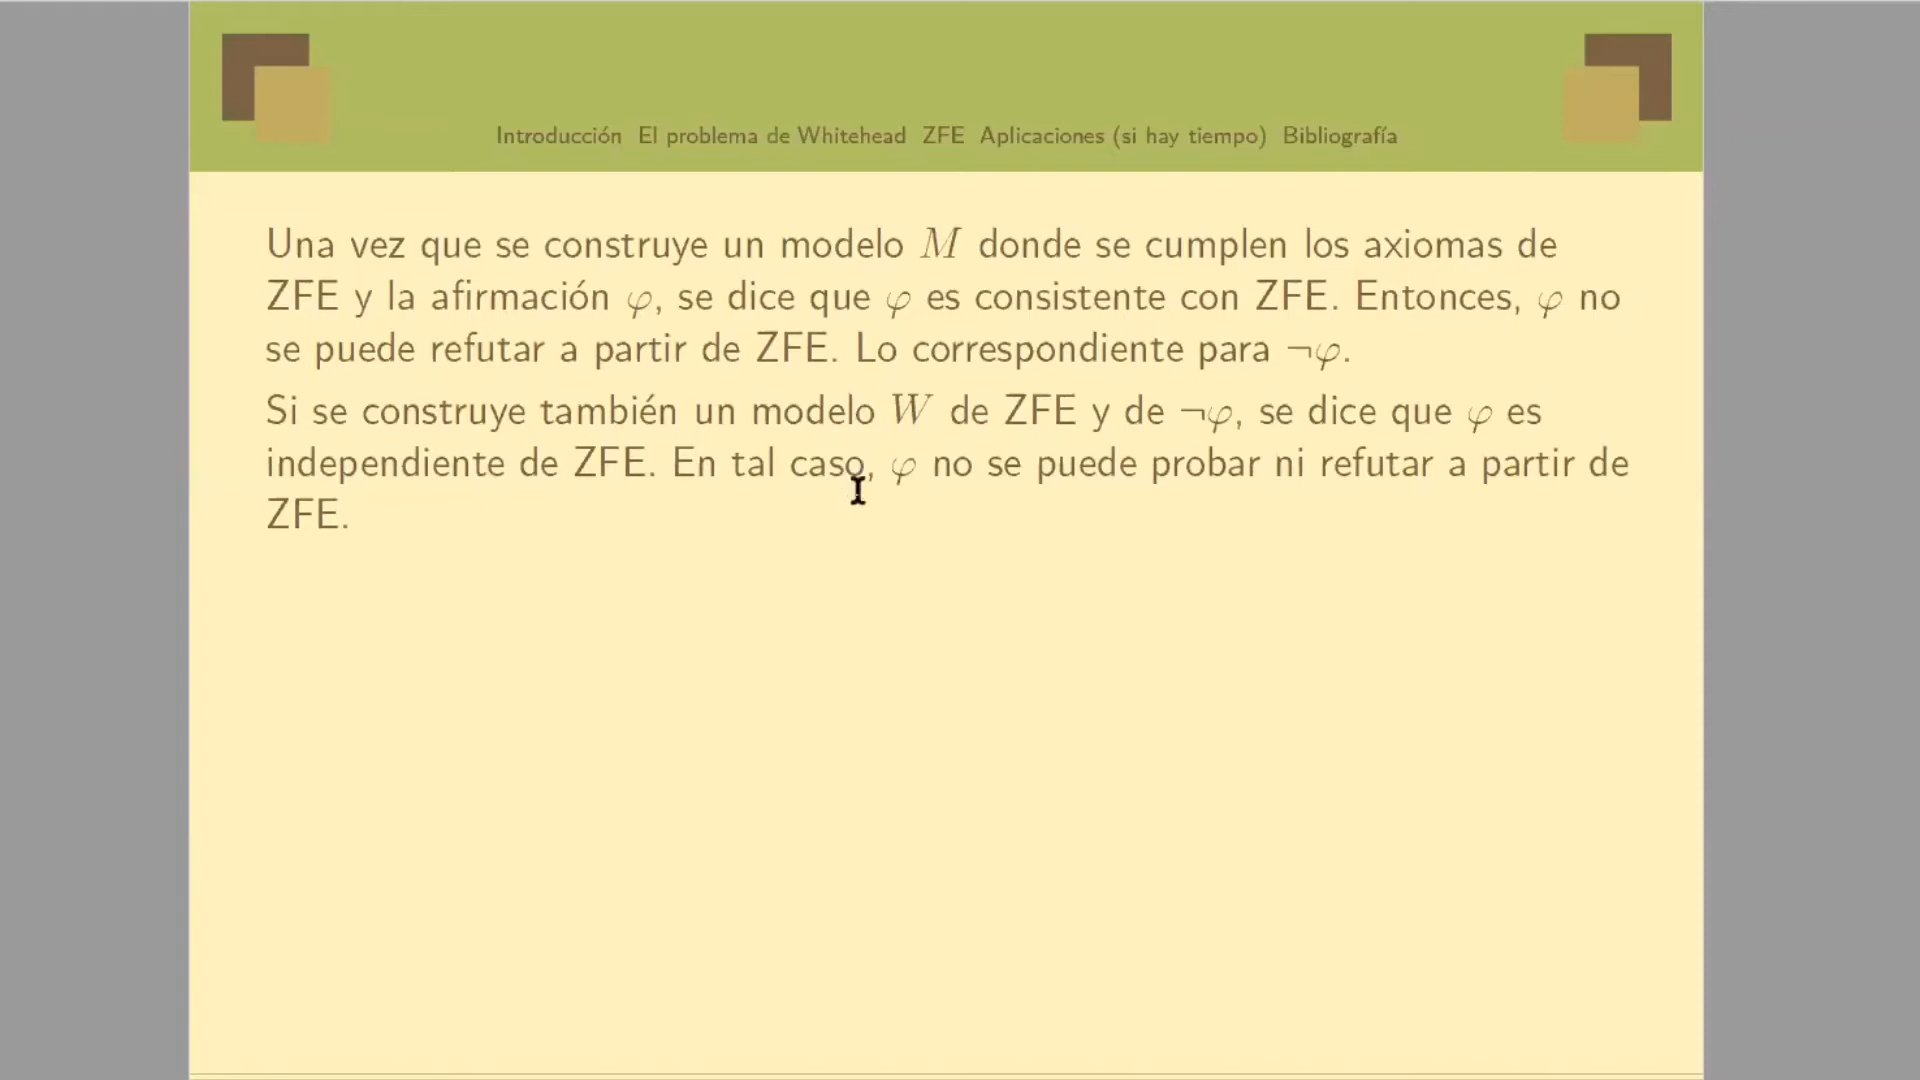 Introducción El problema de Whitehead ZFE Aplicaciones (si hay tiempo) Bibliografía
Una vez que se construye un modelo M donde se cumplen los axiomas de
ZFE y la afirmación φ, se dice que φ es consistente con ZFE. Entonces, φ no
se puede refutar a partir de ZFE. Lo correspondiente para ¬φ.
Si se construye también un modelo W de ZFE y de ¬φ, se dice que φ es
independiente de ZFE. En tal caso, φ no se puede probar ni refutar a partir de
ZFE.